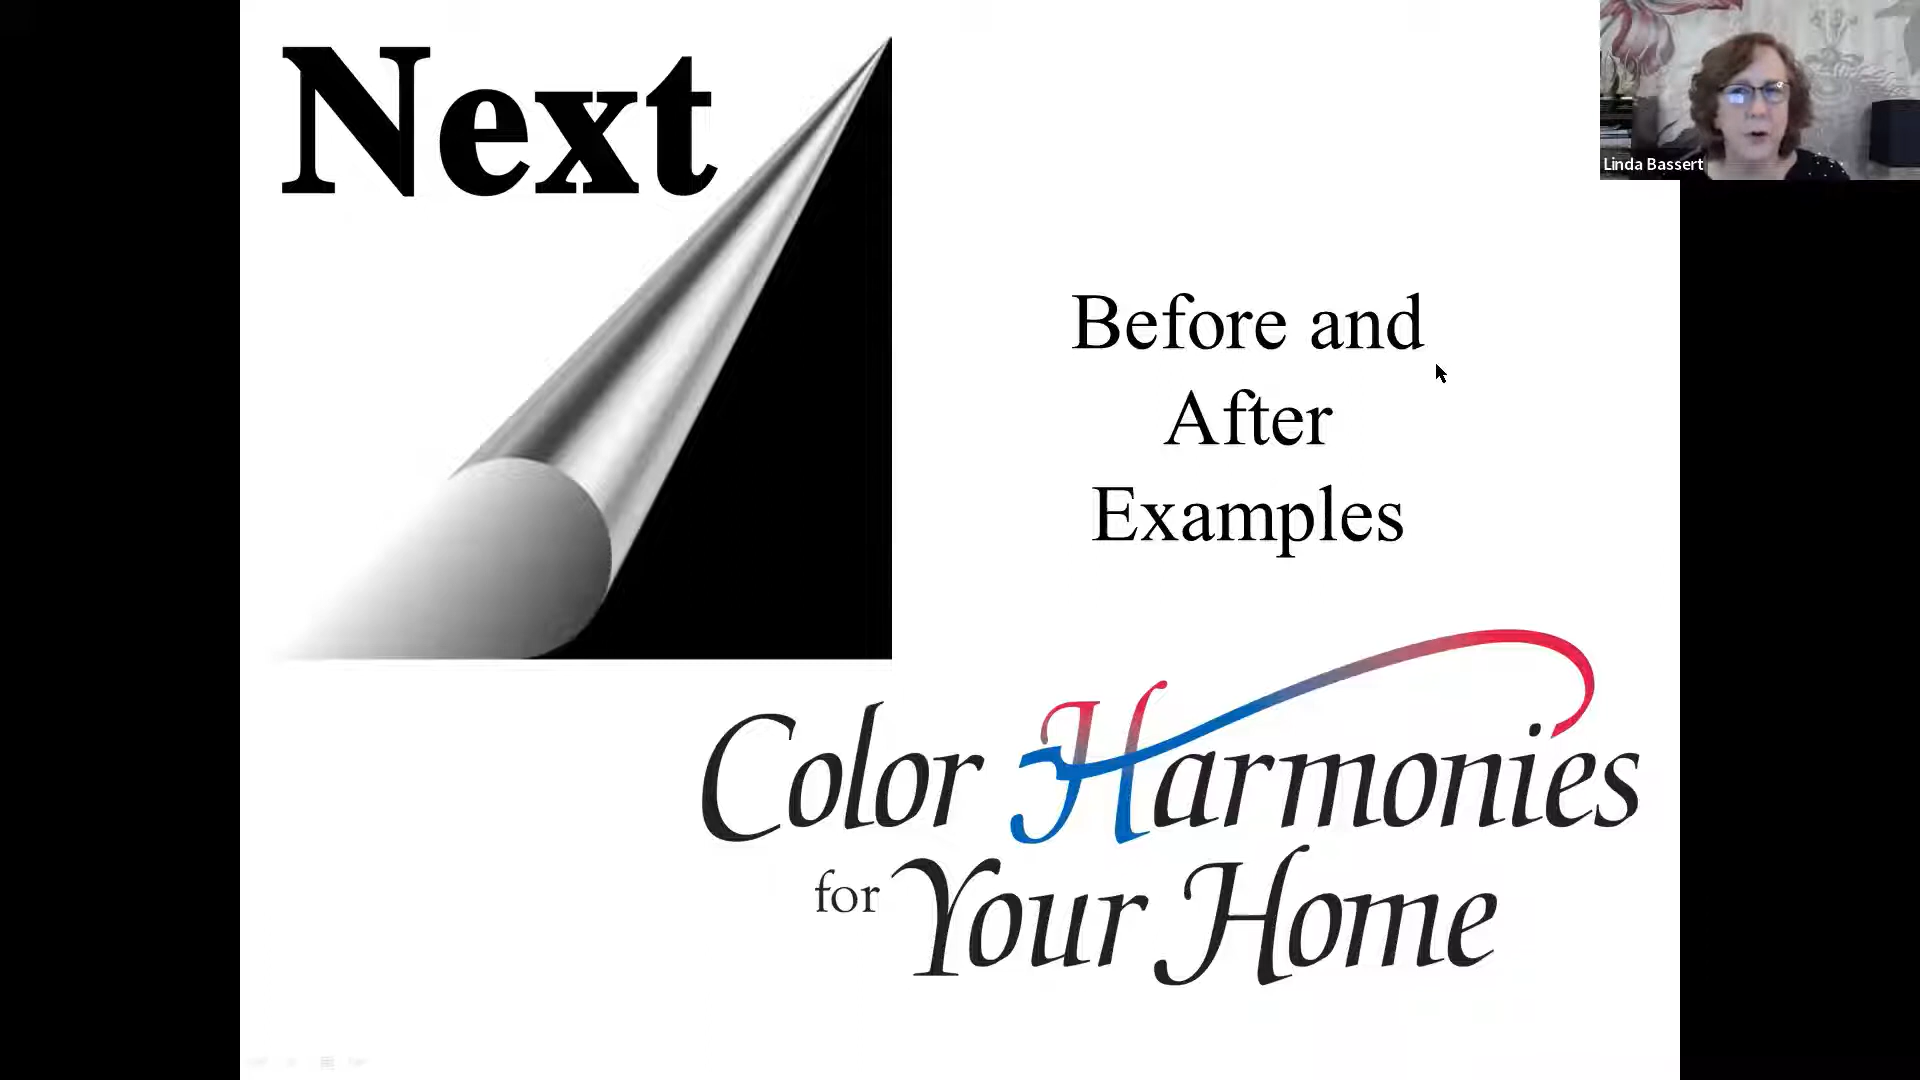 Next
Linda Bassert
Before and
After
Examples
Color Harmonies
for Your Home